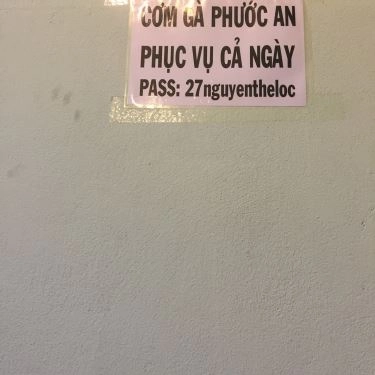 CƠM GÀ PHƯỚC AN
PHỤC VỤ CẢ NGÀY
PASS: 27nguyentheloc